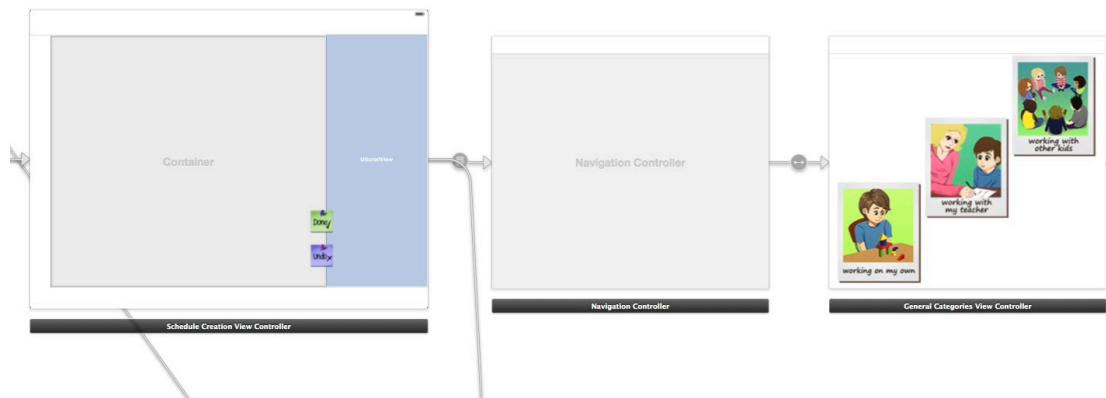 Container
UIScrollView
Done
Undo
Schedule Creation View Controller
Navigation Controller
Navigation Controller
working with
other kids
working with
my teacher
working on my own
General Categories View Controller